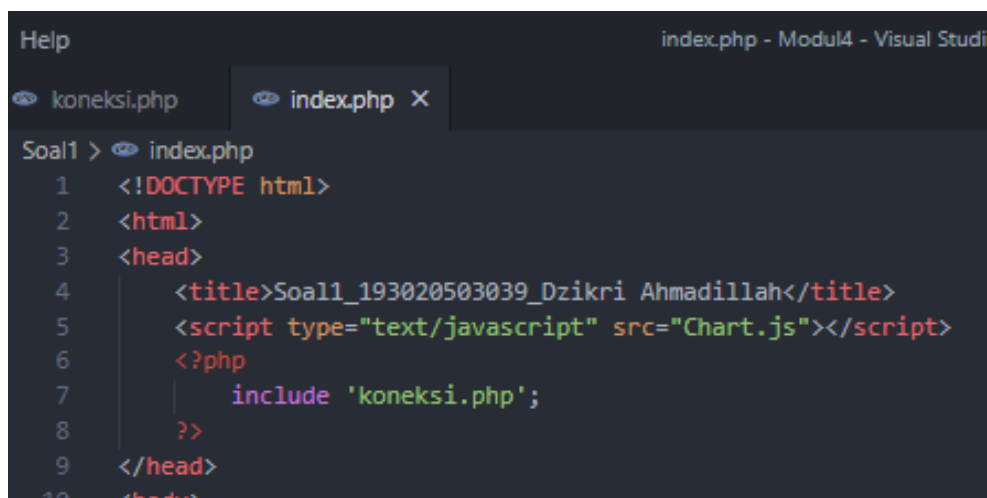 Help index.php - Modul4 - Visual Studi
koneksi.php index.php ×
Soal1 > index.php
1 <!DOCTYPE html>
2 <html>
3 <head>
4 <title>Soal1_193020503039_Dzikri Ahmadillah</title>
5 <script type="text/javascript" src="Chart.js"></script>
6 <?php
7 include 'koneksi.php';
8 ?>
9 </head>
10 <body>